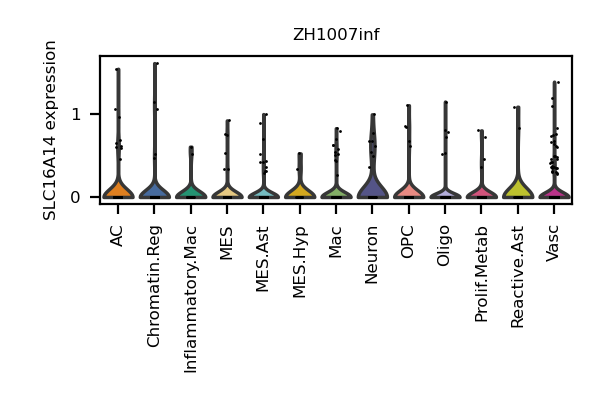 ZH1007inf
SLC16A14 expression
1
0
AC
Chromatin.Reg
Inflammatory.Mac
MES
MES.Ast
MES.Hyp
Mac
Neuron
OPC
Oligo
Prolif.Metab
Reactive.Ast
Vasc